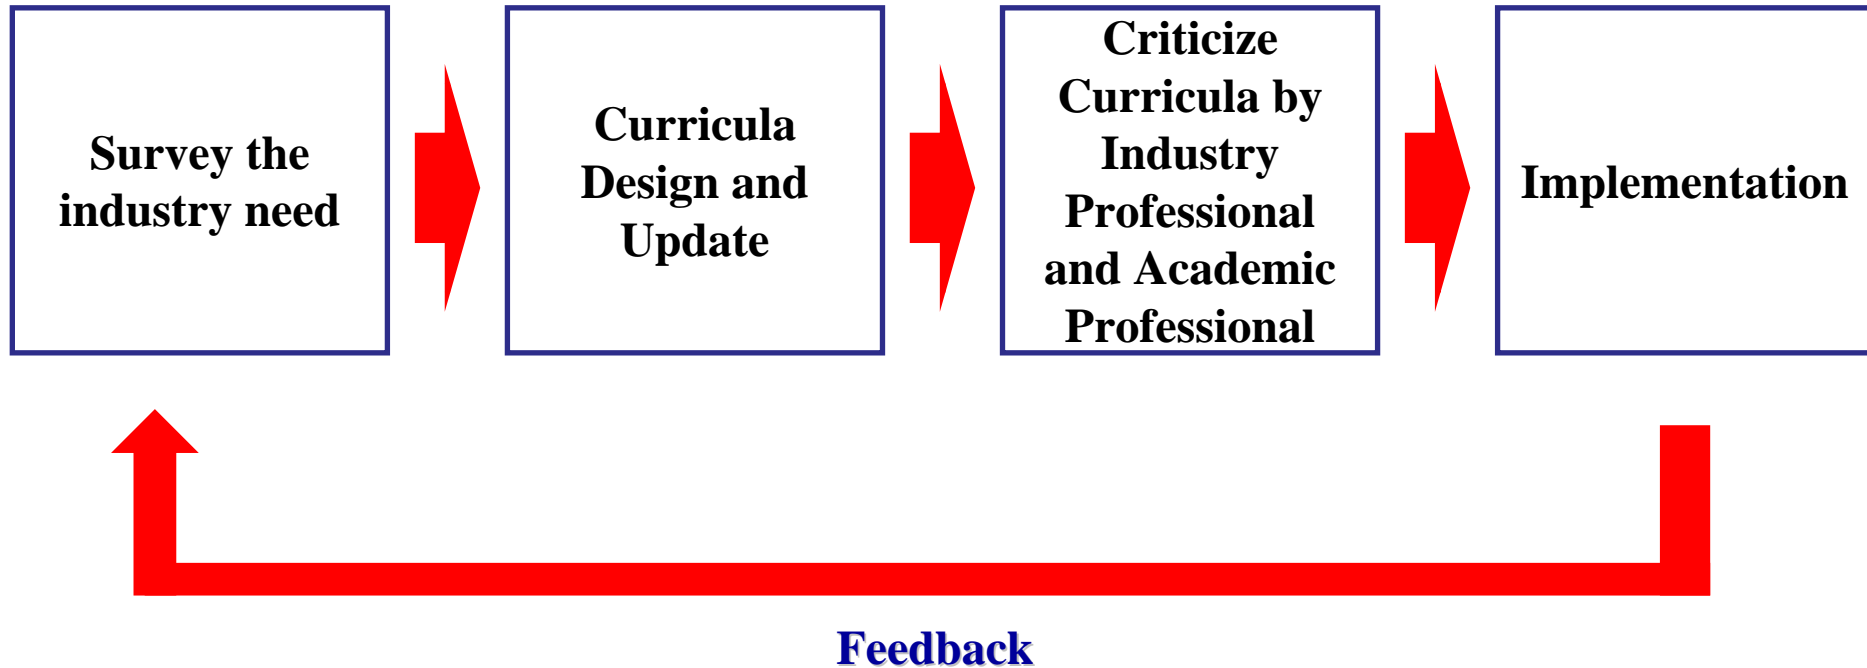 Survey the
industry need
Curricula
Design and
Update
Criticize
Curricula by
Industry
Professional
and Academic
Professional
Implementation
Feedback